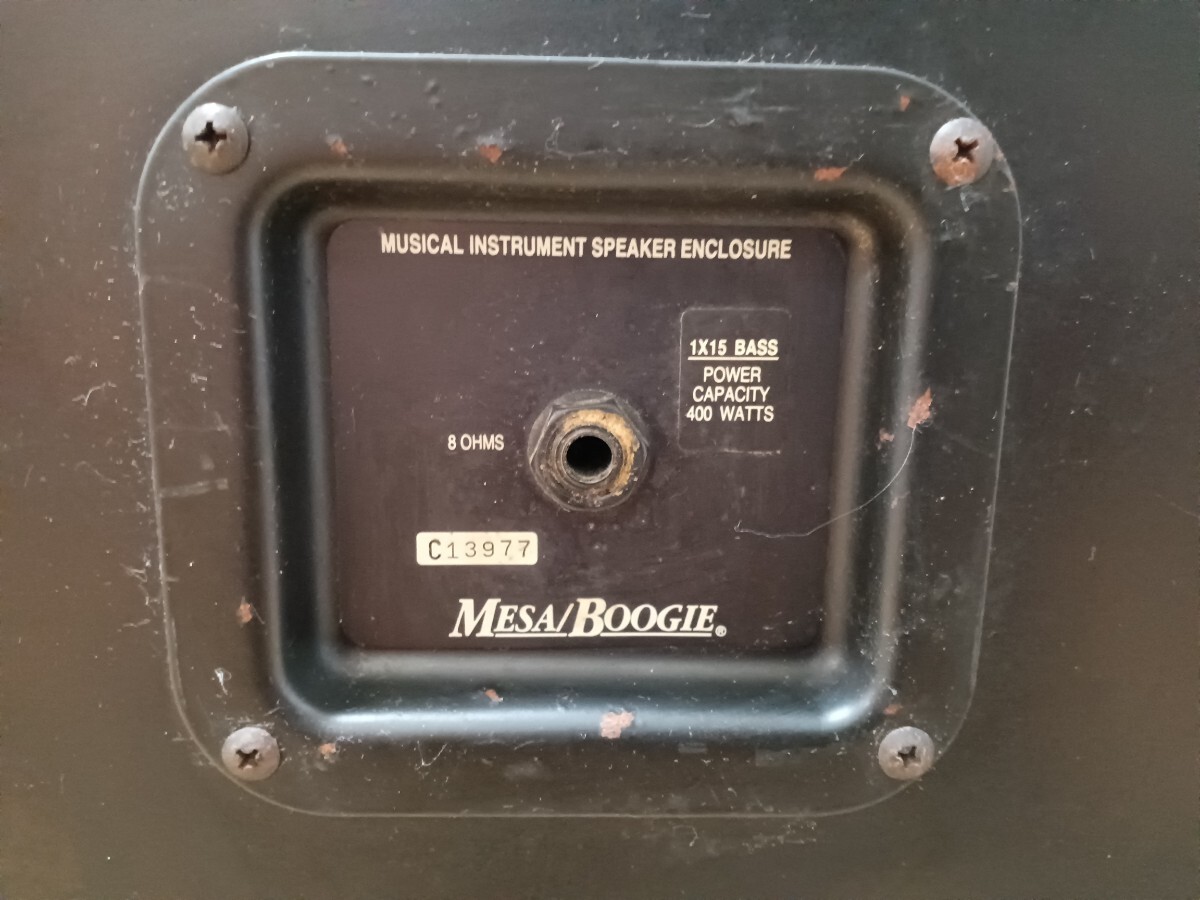 MUSICAL INSTRUMENT SPEAKER ENCLOSURE
1X15 BASS
POWER
CAPACITY
400 WATTS
8 OHMS
C13977
MESA/BOOGIE®